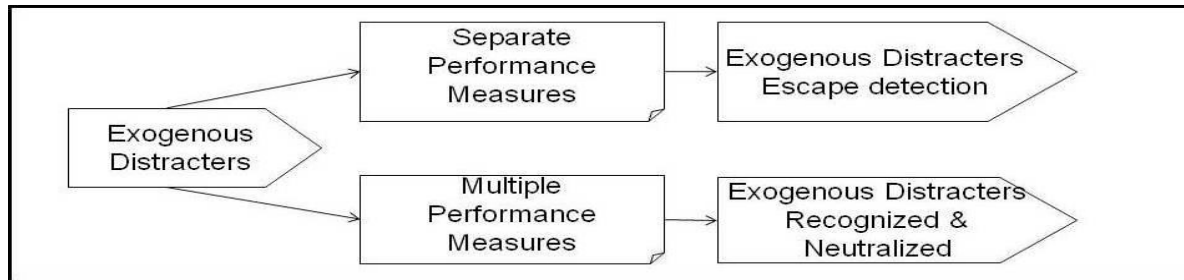 Exogenous
Distracters
Separate
Performance
Measures
Exogenous Distracters
Escape detection
Multiple
Performance
Measures
Exogenous Distracters
Recognized &
Neutralized